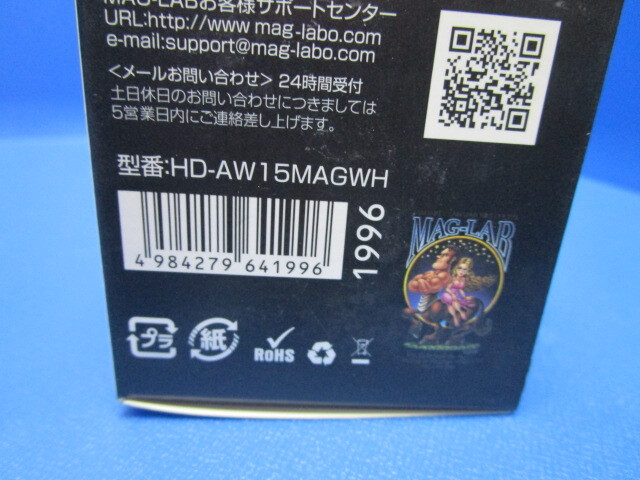 MAG-LABお客様サポートセンター
URL:http://www mag-labo.com
e-mail:support@mag-labo.com
<メールお問い合わせ> 24時間受付
土日休日のお問い合わせにつきましては
5営業日内にご連絡差し上げます。
型番:HD-AW15MAGWH
4 984279 641996
1996
MAG-LAB
プラ
紙
RoHS